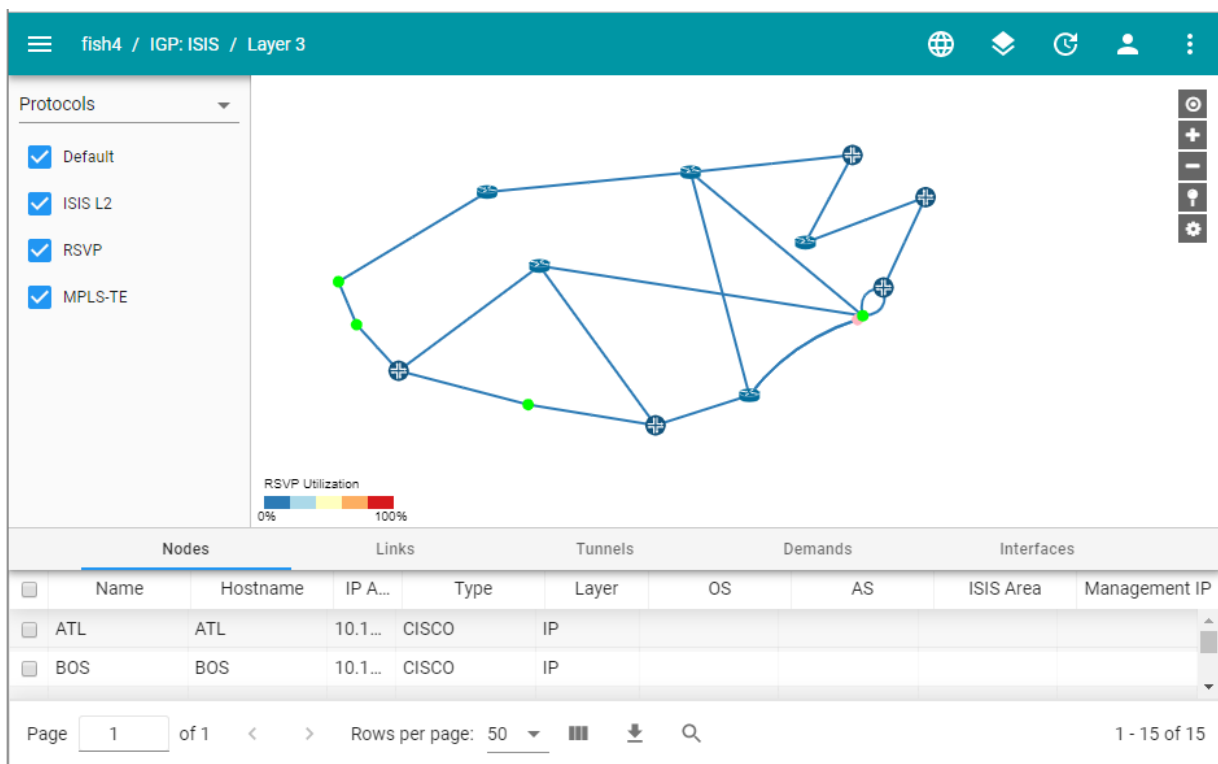 fish4 / IGP: ISIS / Layer 3
Protocols
Default
ISIS L2
RSVP
MPLS-TE
RSVP Utilization
0% 100%
Nodes Links Tunnels Demands Interfaces
Name Hostname IP A... Type Layer OS AS ISIS Area Management IP
ATL ATL 10.1... CISCO IP
BOS BOS 10.1... CISCO IP
Page 1 of 1 < > Rows per page: 50 1 - 15 of 15